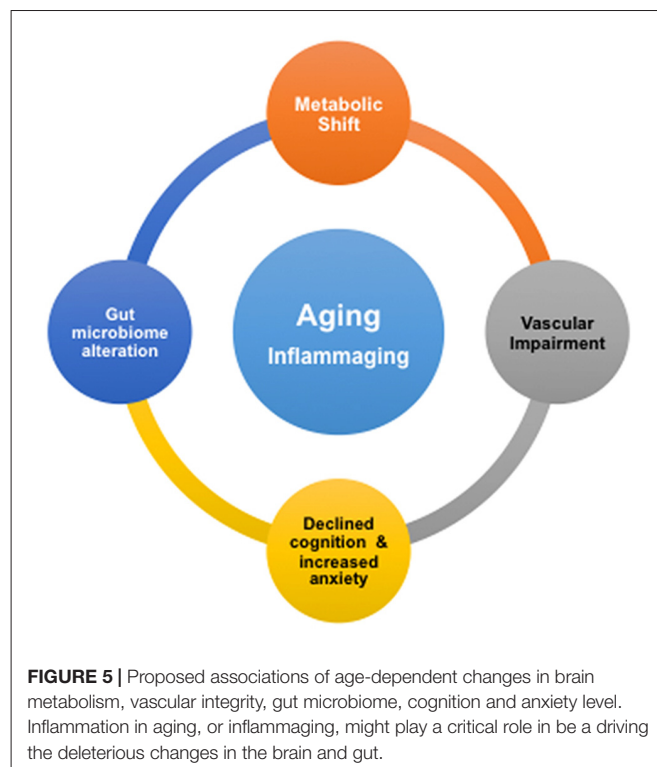 Metabolic
Shift
Gut
microbiome
alteration
Aging
Inflammaging
Vascular
Impairment
Declined
cognition &
increased
anxiety
FIGURE 5 | Proposed associations of age-dependent changes in brain
metabolism, vascular integrity, gut microbiome, cognition and anxiety level.
Inflammation in aging, or inflammaging, might play a critical role in be a driving
the deleterious changes in the brain and gut.